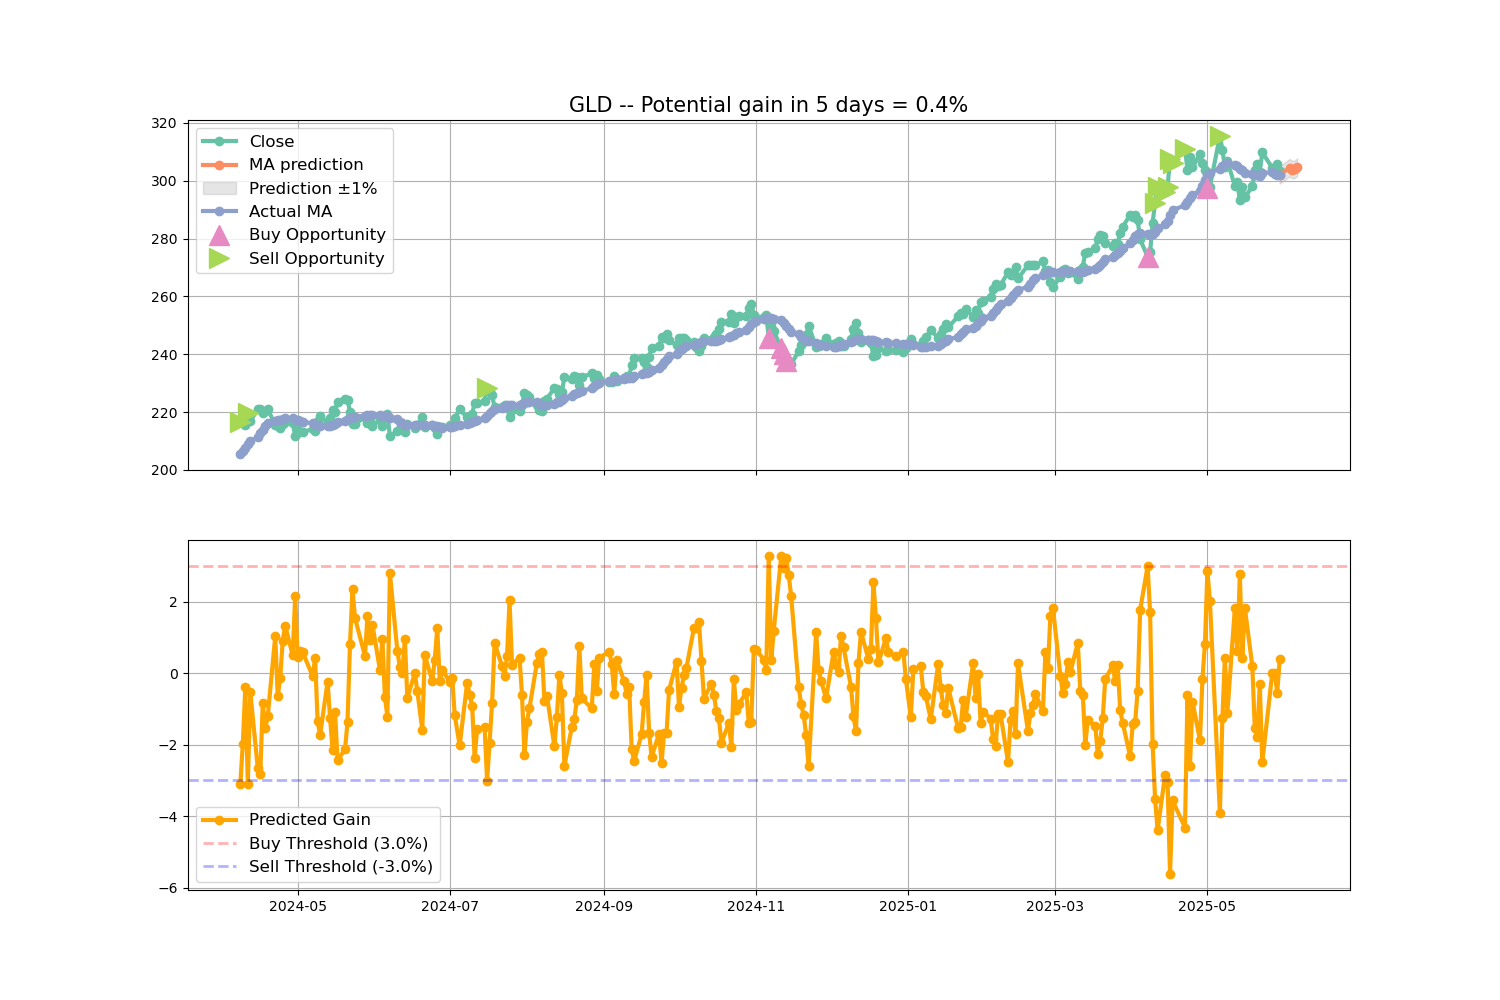 GLD -- Potential gain in 5 days = 0.4%
320
300
280
260
240
220
200
Close
MA prediction
Prediction ±1%
Actual MA
Buy Opportunity
Sell Opportunity
2
0
−2
−4
−6
Predicted Gain
Buy Threshold (3.0%)
Sell Threshold (-3.0%)
2024-05
2024-07
2024-09
2024-11
2025-01
2025-03
2025-05